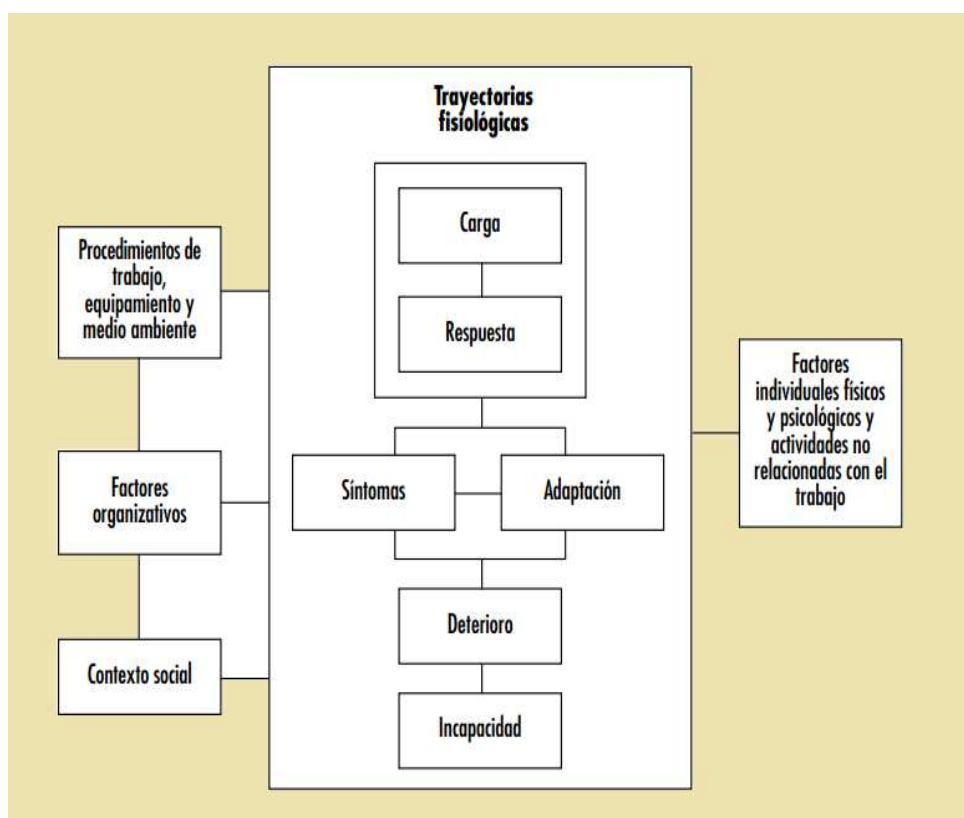 Trayectorias
fisiológicas
Carga
Respuesta
Síntomas
Adaptación
Deterioro
Incapacidad
Procedimientos de
trabajo,
equipamiento y
medio ambiente
Factores
organizativos
Contexto social
Factores
individuales físicos
y psicológicos y
actividades no
relacionadas con el
trabajo